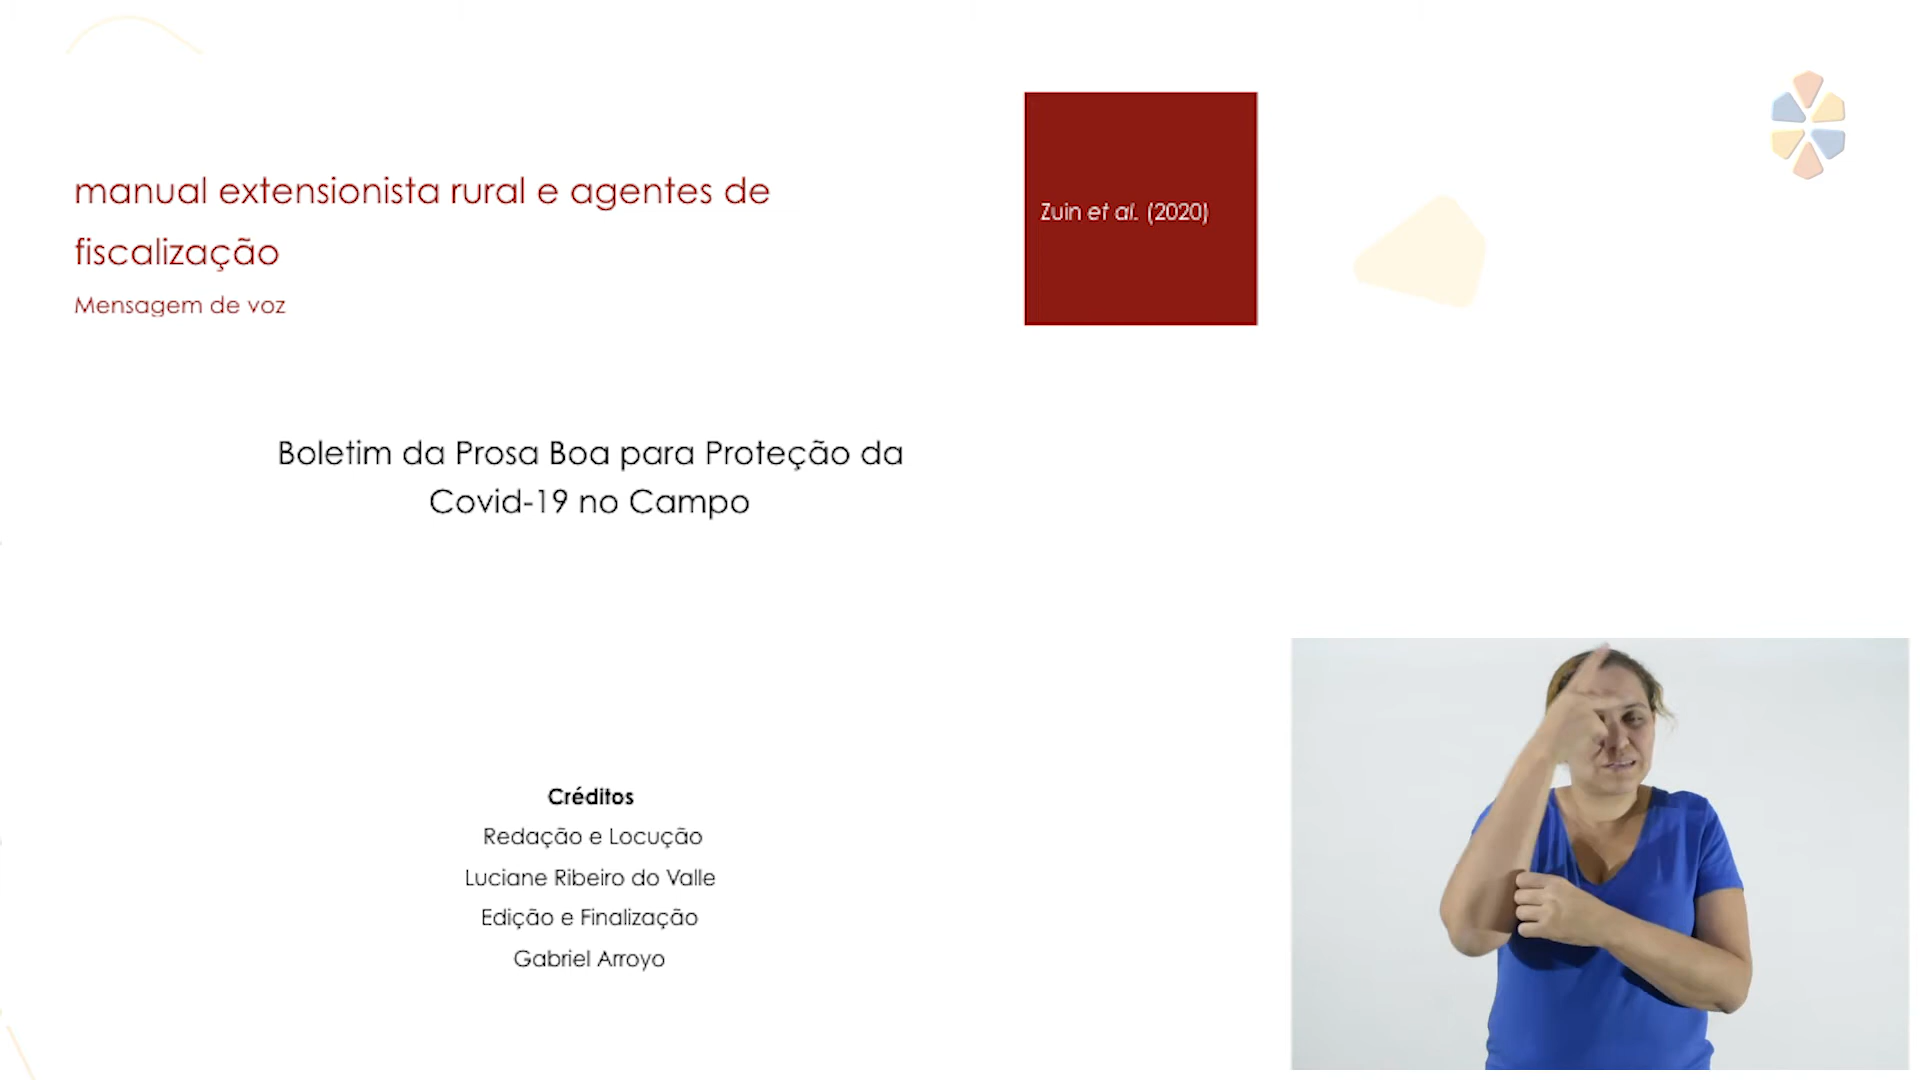 manual extensionista rural e agentes de
fiscalização
Mensagem de voz
Zuin et al. (2020)
Boletim da Prosa Boa para Proteção da
Covid-19 no Campo
Créditos
Redação e Locução
Luciane Ribeiro do Valle
Edição e Finalização
Gabriel Arroyo